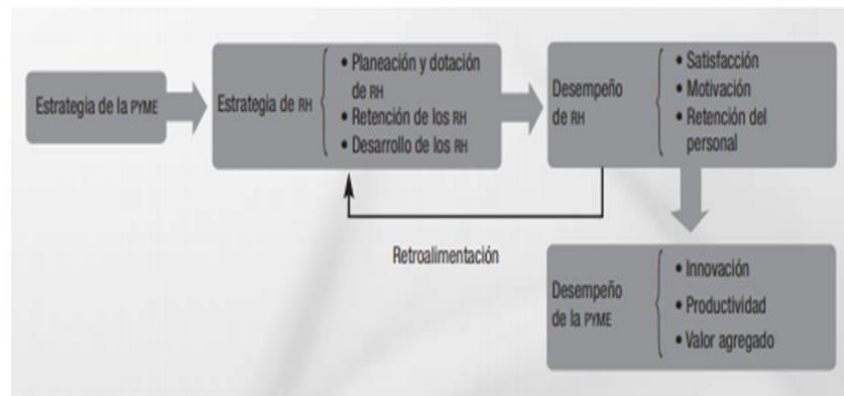 Estrategia de la PYME
Estrategia de RH
• Planeación y dotación
de RH
• Retención de los RH
• Desarrollo de los RH
Desempeño
de RH
• Satisfacción
• Motivación
• Retención del
personal
Retroalimentación
Desempeño
de la PYME
• Innovación
• Productividad
• Valor agregado